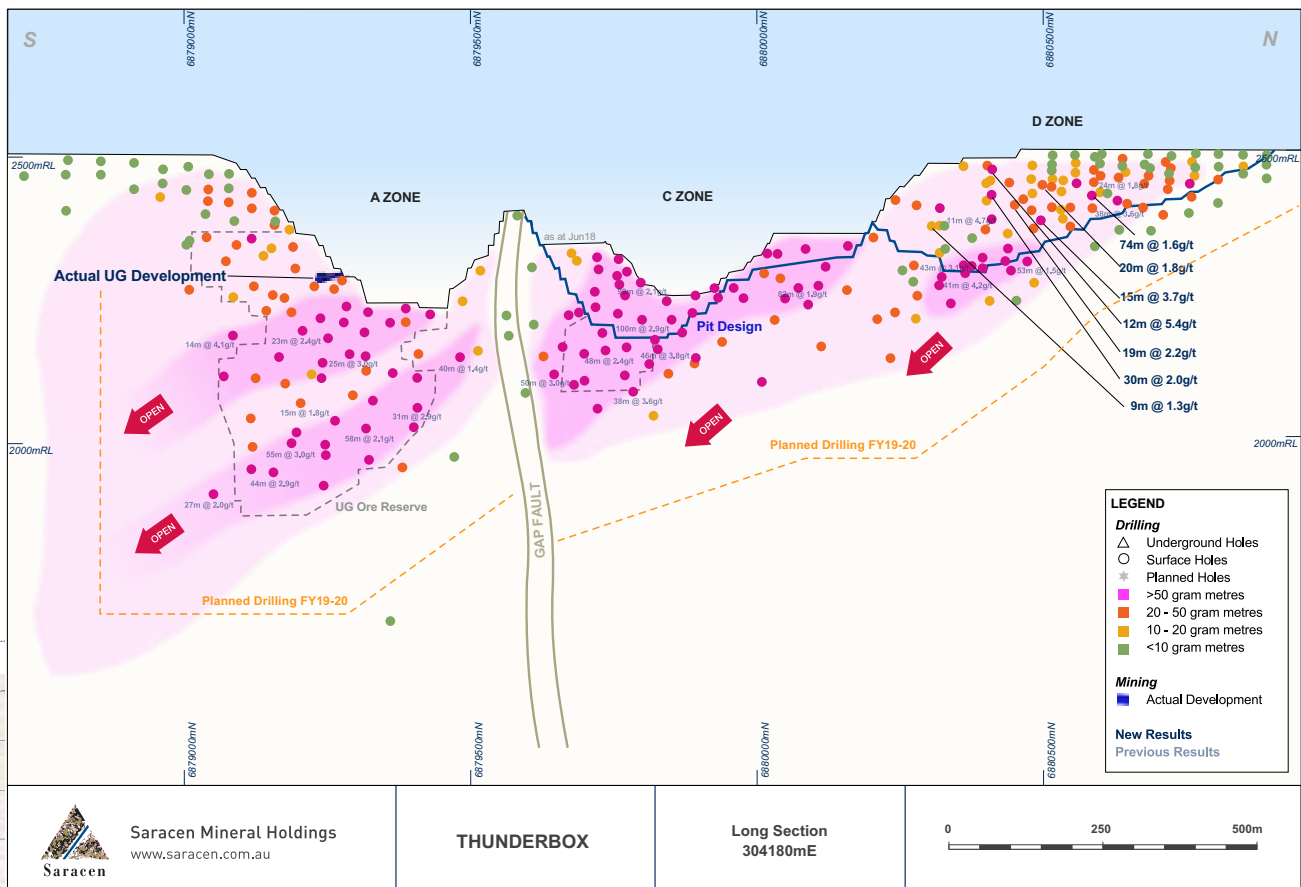 S
6879000mN
6879500mN
6880000mN
6880500mN
N
D ZONE
2500mRL
2500mRL
A ZONE
C ZONE
24m @ 1.8g/t
38m @ 3.6g/t
11m @ 4.7g/t
as at Jun18
74m @ 1.6g/t
Actual UG Development
43m @ 3.1g/t
53m @ 1.5g/t
20m @ 1.8g/t
41m @ 4.2g/t
82m @ 1.9g/t
15m @ 3.7g/t
100m @ 2.9g/t
Pit Design
12m @ 5.4g/t
14m @ 4.1g/t
23m @ 2.4g/t
19m @ 2.2g/t
25m @ 3.0g/t
40m @ 1.4g/t
48m @ 2.4g/t
46m @ 3.8g/t
OPEN
30m @ 2.0g/t
50m @ 3.0g/t
9m @ 1.3g/t
38m @ 3.6g/t
15m @ 1.8g/t
31m @ 2.9g/t
OPEN
OPEN
58m @ 2.1g/t
2000mRL
2000mRL
Planned Drilling FY19-20
55m @ 3.0g/t
44m @ 2.9g/t
27m @ 2.0g/t
UG Ore Reserve
OPEN
GAP FAULT
Planned Drilling FY19-20
LEGEND
Drilling
Underground Holes
Surface Holes
Planned Holes
>50 gram metres
20 - 50 gram metres
10 - 20 gram metres
<10 gram metres
Mining
Actual Development
New Results
Previous Results
6879000mN
6879500mN
6880000mN
6880500mN
Saracen
Saracen Mineral Holdings
www.saracen.com.au
THUNDERBOX
Long Section
304180mE
0
250
500m